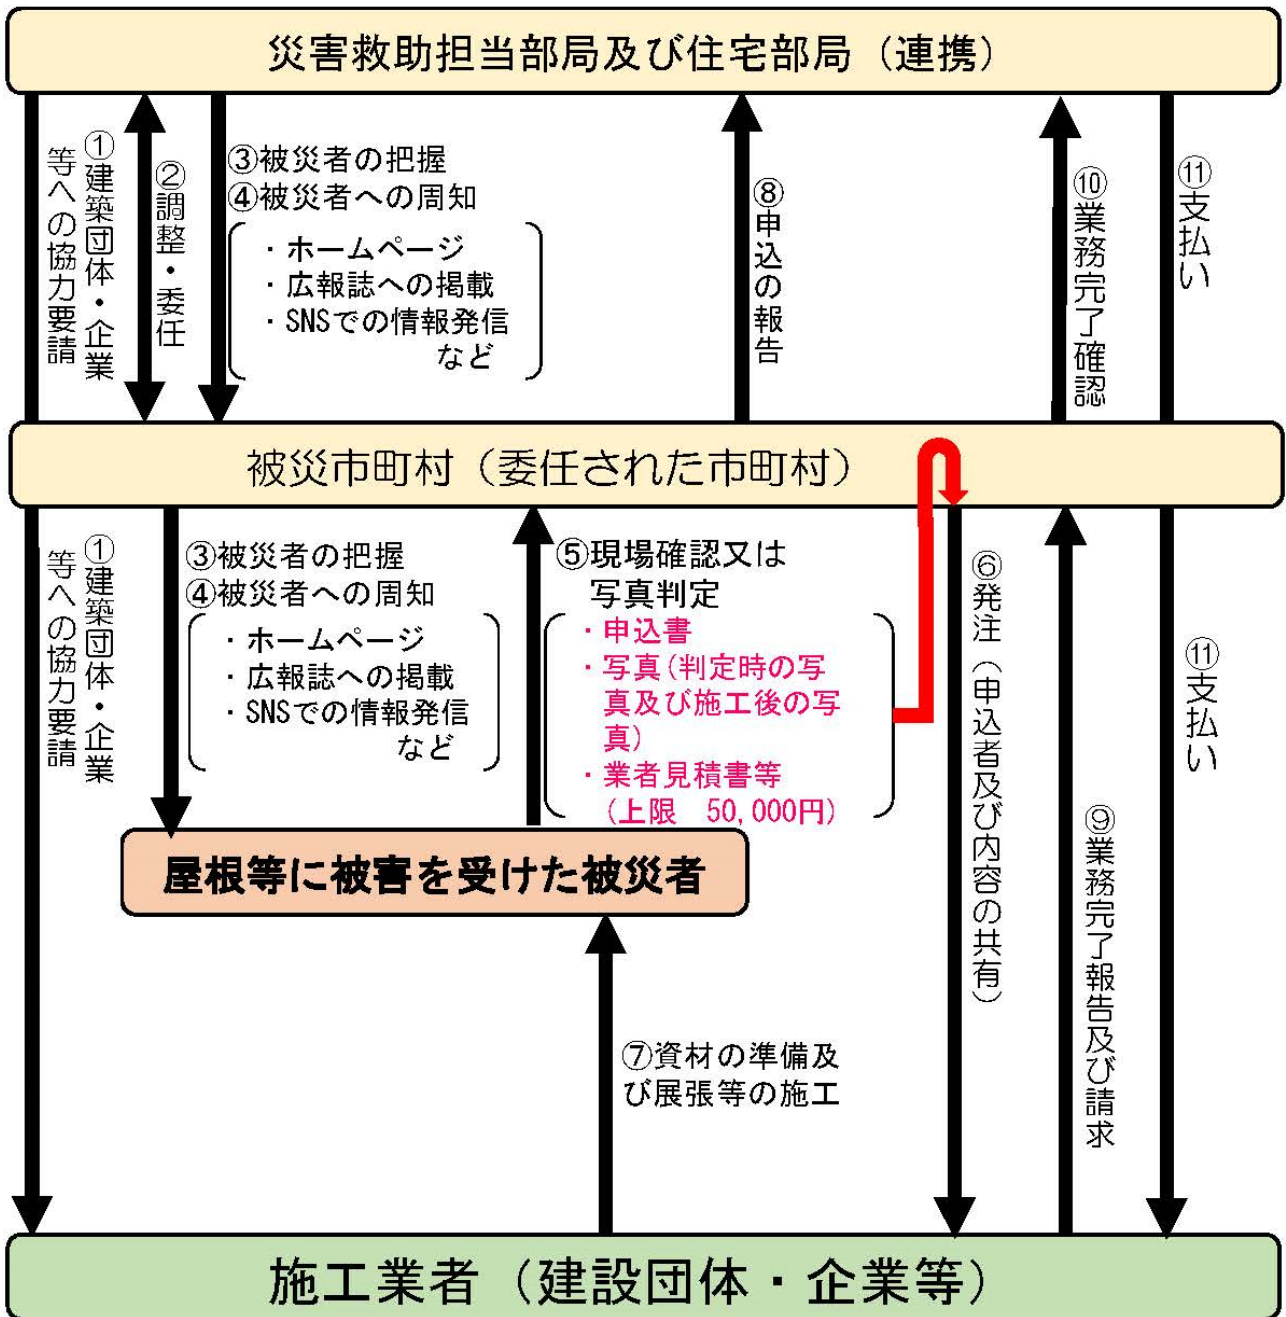 災害救助担当部局及び住宅部局（連携）
①建築団体・企業
等への協力要請
②調整・委任
③被災者の把握
④被災者への周知
・ホームページ
・広報誌への掲載
・SNSでの情報発信
など
⑧申込の報告
⑩業務完了確認
⑪支払い
被災市町村（委任された市町村）
①建築団体・企業
等への協力要請
③被災者の把握
④被災者への周知
・ホームページ
・広報誌への掲載
・SNSでの情報発信
など
⑤現場確認又は
写真判定
・申込書
・写真（判定時の写
真及び施工後の写
真）
・業者見積書等
（上限　50,000円）
⑥発注（申込者及び内容の共有）
⑨業務完了報告及び請求
⑪支払い
屋根等に被害を受けた被災者
⑦資材の準備及
び展張等の施工
施工業者（建設団体・企業等）